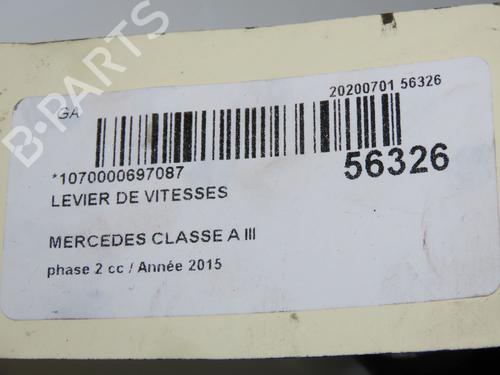 GA
20200701 56326
*1070000697087
56326
LEVIER DE VITESSES
MERCEDES CLASSE A III
phase 2 cc / Année 2015
B-PARTS